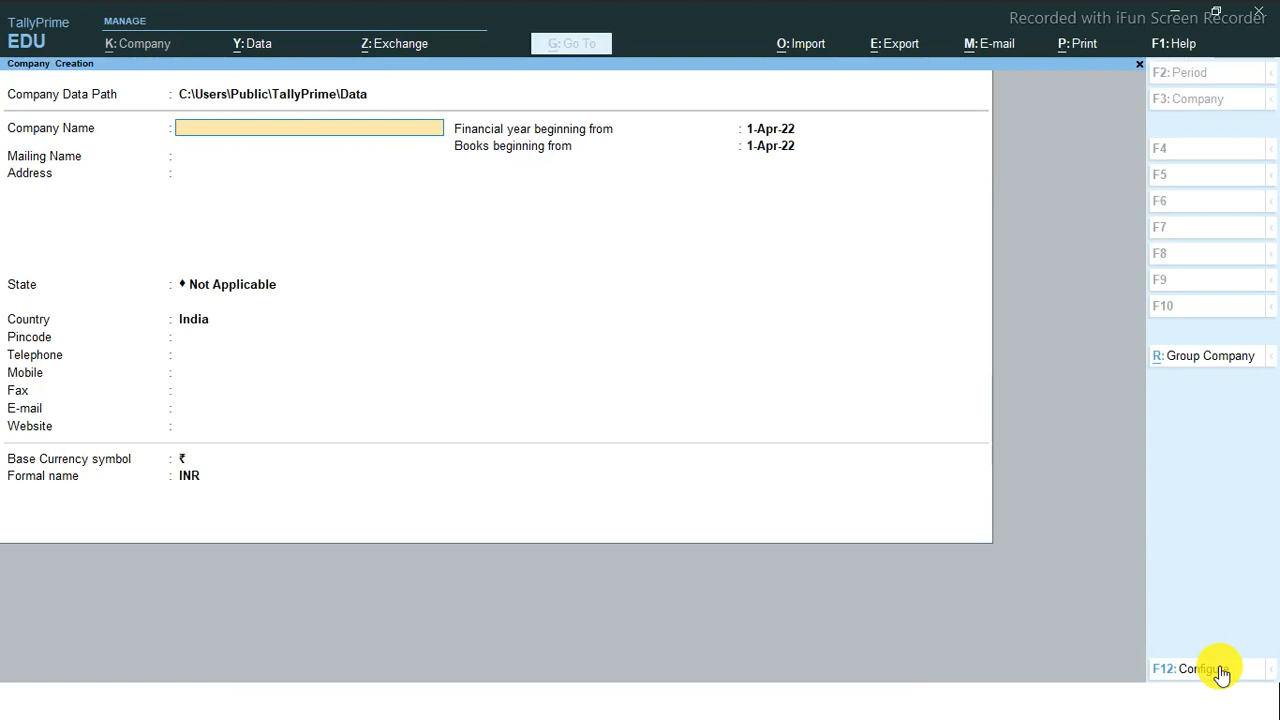 Recorded with iFun Screen Recorder
TallyPrime
EDU
MANAGE
K: Company
Y: Data
Z: Exchange
G: Go To
O: Import
E: Export
M: E-mail
P: Print
F1: Help
Company Creation
Company Data Path : C:\Users\Public\TallyPrime\Data
Company Name :
Mailing Name :
Address :
State : ♦ Not Applicable
Country : India
Pincode :
Telephone :
Mobile :
Fax :
E-mail :
Website :
Base Currency symbol : ₹
Formal name : INR
Financial year beginning from : 1-Apr-22
Books beginning from : 1-Apr-22
F2: Period
F3: Company
F4
F5
F6
F7
F8
F9
F10
R: Group Company
F12: Configure